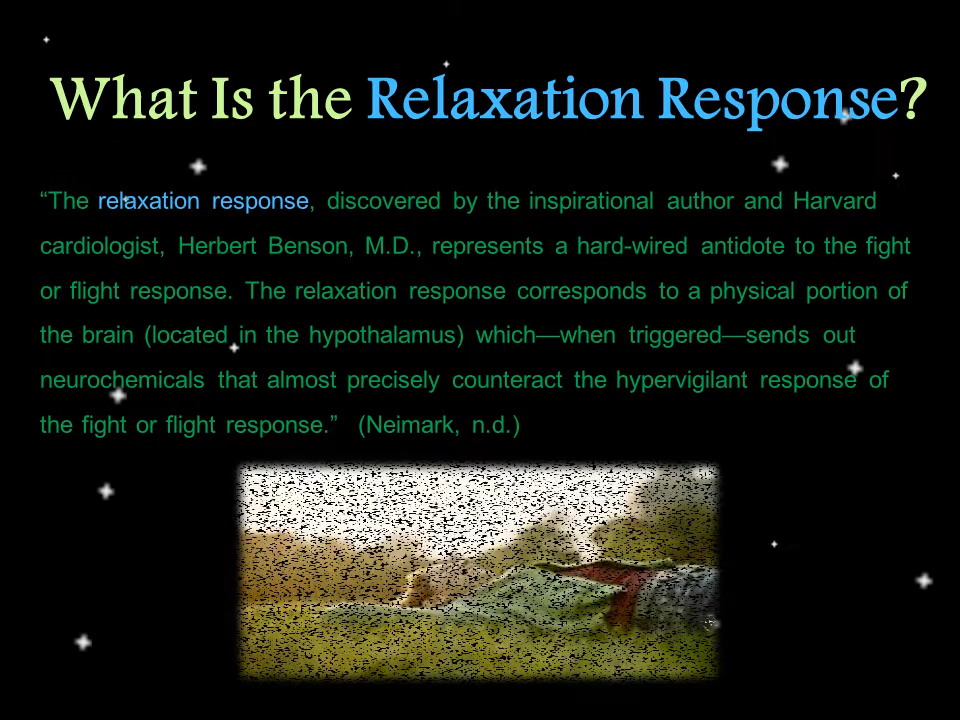 What Is the Relaxation Response?
“The relaxation response, discovered by the inspirational author and Harvard
cardiologist, Herbert Benson, M.D., represents a hard-wired antidote to the fight
or flight response. The relaxation response corresponds to a physical portion of
the brain (located in the hypothalamus) which—when triggered—sends out
neurochemicals that almost precisely counteract the hypervigilant response of
the fight or flight response.” (Neimark, n.d.)